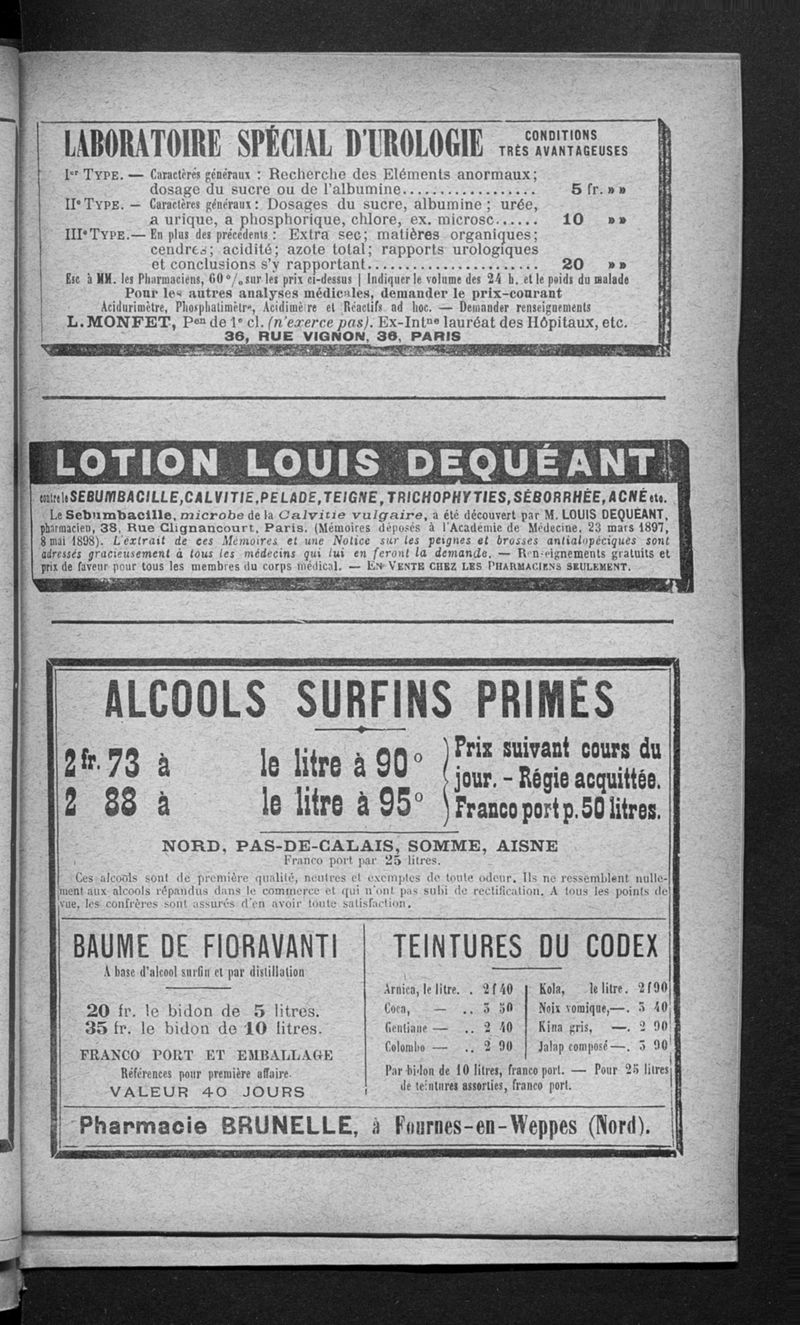 LABORATOIRE SPÉCIAL D'UROLOGIE CONDITIONS TRÈS AVANTAGEUSES
Ier TYPE. — Caractères généraux : Recherche des Eléments anormaux;
dosage du sucre ou de l'albumine.................. 5 fr. » »
IIe TYPE. — Caractères généraux : Dosages du sucre, albumine ; urée,
a urique, a phosphorique, chlore, ex. microsc...... 10 » »
IIIe TYPE.— En plus des précédents : Extra sec; matières organiques;
cendres; acidité; azote total; rapports urologiques
et conclusions s'y rapportant...................... 20 » »
Esc à MM. les Pharmaciens, 60 % sur les prix ci-dessus | Indiquer le volume des 24 h. et le poids du malade
Pour les autres analyses médicales, demander le prix-courant
Acidurimètre, Phosphatimètre, Acidimètre et Réactifs ad hoc. — Demander renseignements
L. MONFET, Pen de 1e cl. (n'exerce pas). Ex-Intne lauréat des Hôpitaux, etc.
36, RUE VIGNON, 36, PARIS
LOTION LOUIS DEQUÉANT
contre le SEBUMBACILLE, CALVITIE, PELADE, TEIGNE, TRICHOPHYTIES, SÉBORRHÉE, ACNÉ etc.
Le Sebumbacille, microbe de la Calvitie vulgaire, a été découvert par M. LOUIS DEQUÉANT,
pharmacien, 38, Rue Clignancourt, Paris. (Mémoires déposés à l'Académie de Médecine, 23 mars 1897,
8 mai 1898). L'extrait de ces Mémoires et une Notice sur les peignes et brosses antialopéciques sont
adressés gracieusement à tous les médecins qui lui en feront la demande. — Renseignements gratuits et
prix de faveur pour tous les membres du corps médical. — EN VENTE CHEZ LES PHARMACIENS SEULEMENT.
ALCOOLS SURFINS PRIMÉS
2 fr. 73 à le litre à 90° Prix suivant cours du
jour. - Régie acquittée.
2 88 à le litre à 95° Franco port p. 50 litres.
NORD, PAS-DE-CALAIS, SOMME, AISNE
Franco port par 25 litres.
Ces alcools sont de première qualité, neutres et exemples de toute odeur. Ils ne ressemblent nulle-
ment aux alcools répandus dans le commerce et qui n'ont pas subi de rectification. A tous les points de
vue, les confrères sont assurés d'en avoir toute satisfaction.
BAUME DE FIORAVANTI
A base d'alcool surfin et par distillation
20 fr. le bidon de 5 litres.
35 fr. le bidon de 10 litres.
FRANCO PORT ET EMBALLAGE
Références pour première affaire.
VALEUR 40 JOURS
TEINTURES DU CODEX
Arnica, le litre. . 2 f 40 Kola, le litre. 2 f 90
Coca, — .. 3 50 Noix vomique,—. 3 40
Gentiane — .. 2 40 Kina gris, —. 2 90
Colombo — .. 2 90 Jalap composé—. 3 90
Par bidon de 10 litres, franco port. — Pour 25 litres
de teintures assorties, franco port.
Pharmacie BRUNELLE, à Fournes-en-Weppes (Nord).